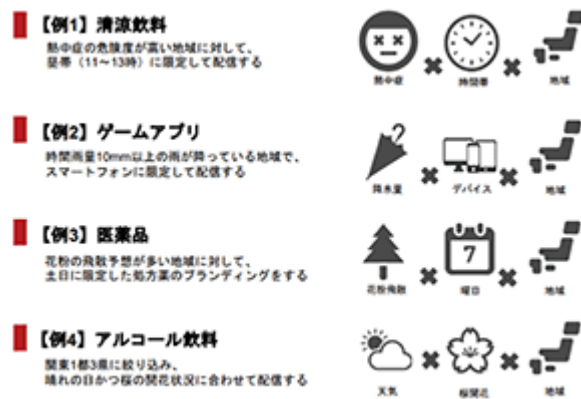 【例1】清涼飲料
熱中症の危険度が高い地域に対して、
昼帯（11～13時）に限定して配信する
熱中症
時間帯
地域
【例2】ゲームアプリ
時間雨量10mm以上の雨が降っている地域で、
スマートフォンに限定して配信する
降水量
デバイス
地域
【例3】医薬品
花粉の飛散予想が多い地域に対して、
土日に限定した処方薬のブランディングをする
7
花粉飛散
曜日
地域
【例4】アルコール飲料
関東1都3県に絞り込み、
晴れの日かつ桜の開花状況に合わせて配信する
天気
桜開花
地域